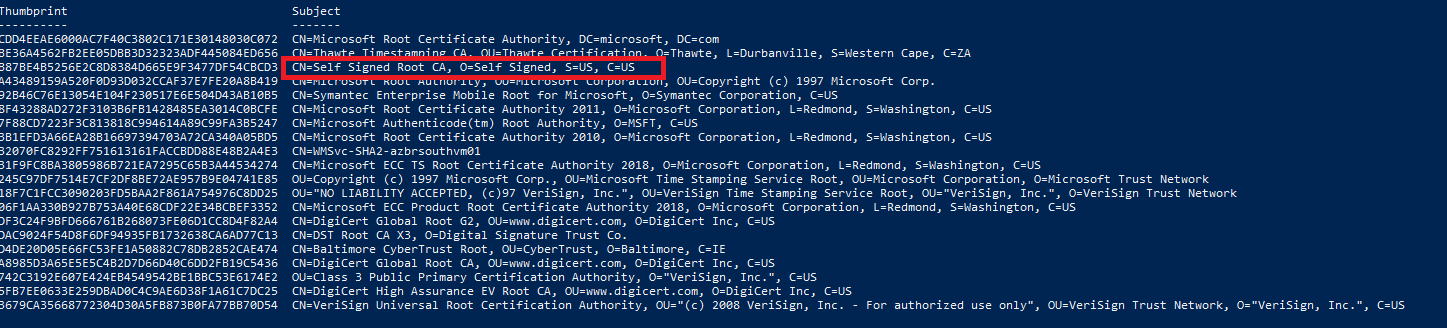 Thumbprint Subject
---------- -------
CDD4EEAE6000AC7F40C3802C171E30148030C072 CN=Microsoft Root Certificate Authority, DC=microsoft, DC=com
BE36A4562FB2EE05DBB3D32323ADF445084ED656 CN=Thawte Timestamping CA, OU=Thawte Certification, O=Thawte, L=Durbanville, S=Western Cape, C=ZA
B87BE4B5256E2C8D8384D665E9F3477DF54CBCD3 CN=Self Signed Root CA, O=Self Signed, S=US, C=US
A43489159A520F0D93D032CCAF37E7FE20A8B419 CN=Microsoft Root Authority, OU=Microsoft Corporation, OU=Copyright (c) 1997 Microsoft Corp.
92B46C76E13054E104F230517E6E504D43AB10B5 CN=Symantec Enterprise Mobile Root for Microsoft, O=Symantec Corporation, C=US
8F43288AD272F3103B6FB1428485EA3014C0BCFE CN=Microsoft Root Certificate Authority 2011, O=Microsoft Corporation, L=Redmond, S=Washington, C=US
7F88CD7223F3C813818C994614A89C99FA3B5247 CN=Microsoft Authenticode(tm) Root Authority, O=MSFT, C=US
3B1EFD3A66EA28B16697394703A72CA340A05BD5 CN=Microsoft Root Certificate Authority 2010, O=Microsoft Corporation, L=Redmond, S=Washington, C=US
32070FC8292FF751613161FACCBDD88E48B2A4E3 CN=WMSvc-SHA2-azbrsouthvm01
31F9FC8BA3805986B721EA7295C65B3A44534274 CN=Microsoft ECC TS Root Certificate Authority 2018, O=Microsoft Corporation, L=Redmond, S=Washington, C=US
245C97DF7514E7CF2DF8BE72AE957B9E04741E85 OU=Copyright (c) 1997 Microsoft Corp., OU=Microsoft Time Stamping Service Root, OU=Microsoft Corporation, O=Microsoft Trust Network
18F7C1FCC3090203FD5BAA2F861A754976C8DD25 OU="NO LIABILITY ACCEPTED, (c)97 VeriSign, Inc.", OU=VeriSign Time Stamping Service Root, OU="VeriSign, Inc.", O=VeriSign Trust Network
06F1AA330B927B753A40E68CDF22E34BCBEF3352 CN=Microsoft ECC Product Root Certificate Authority 2018, O=Microsoft Corporation, L=Redmond, S=Washington, C=US
DF3C24F9BFD666761B268073FE06D1CC8D4F82A4 CN=DigiCert Global Root G2, OU=www.digicert.com, O=DigiCert Inc, C=US
DAC9024F54D8F6DF94935FB1732638CA6AD77C13 CN=DST Root CA X3, O=Digital Signature Trust Co.
D4DE20D05E66FC53FE1A50882C78DB2852CAE474 CN=Baltimore CyberTrust Root, OU=CyberTrust, O=Baltimore, C=IE
A8985D3A65E5E5C4B2D7D66D40C6DD2FB19C5436 CN=DigiCert Global Root CA, OU=www.digicert.com, O=DigiCert Inc, C=US
742C3192E607E424EB4549542BE1BBC53E6174E2 OU=Class 3 Public Primary Certification Authority, O="VeriSign, Inc.", C=US
5FB7EE0633E259DBAD0C4C9AE6D38F1A61C7DC25 CN=DigiCert High Assurance EV Root CA, OU=www.digicert.com, O=DigiCert Inc, C=US
3679CA35668772304D30A5FB873B0FA77BB70D54 CN=VeriSign Universal Root Certification Authority, OU="(c) 2008 VeriSign, Inc. - For authorized use only", OU=VeriSign Trust Network, O="VeriSign, Inc.", C=US